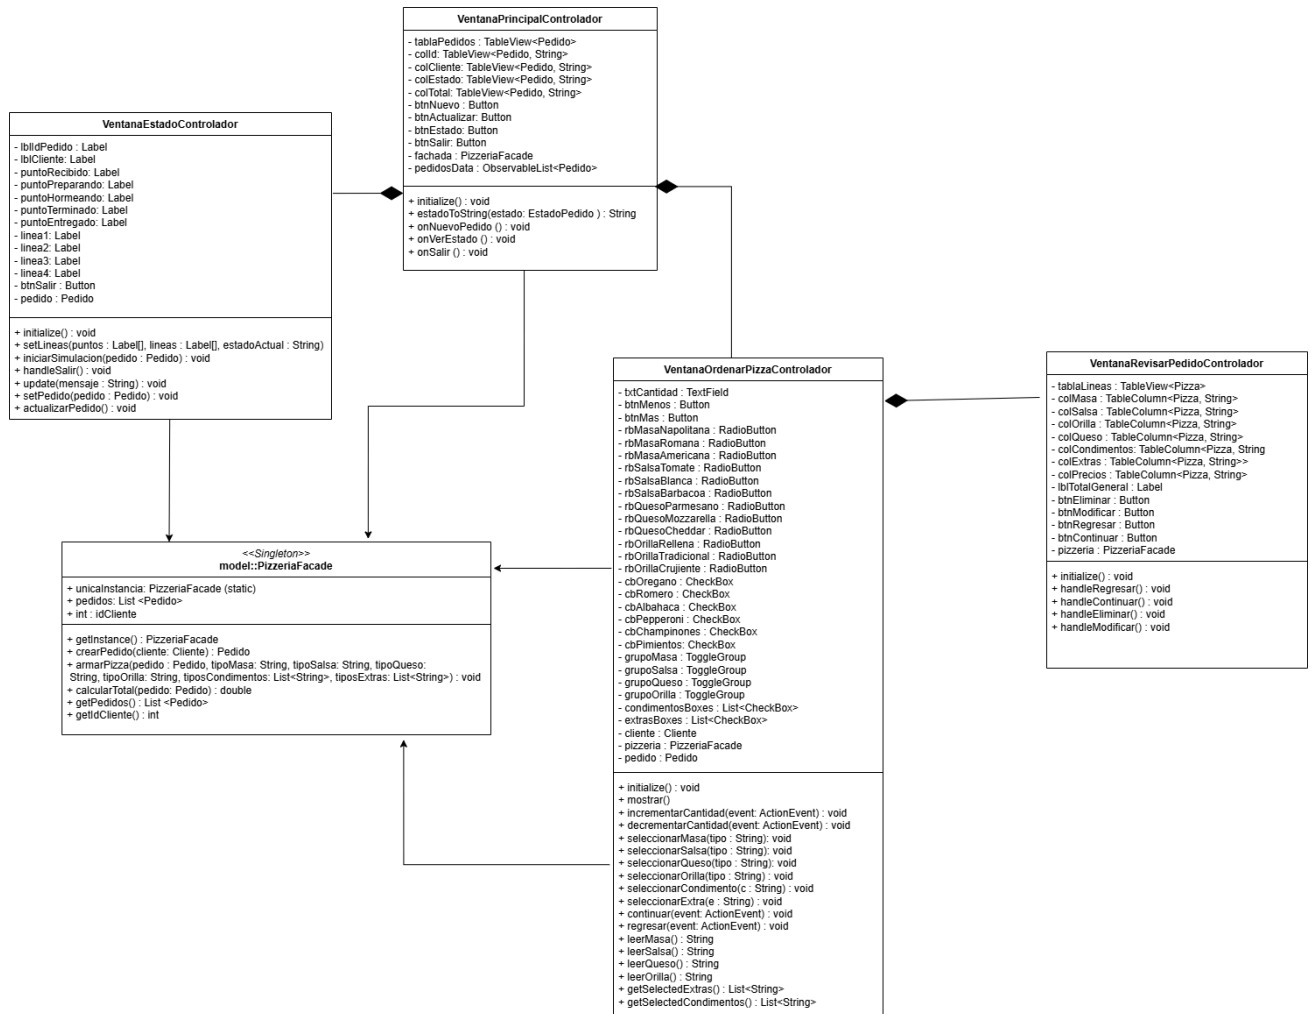 VentanaPrincipalControlador
- tablaPedidos : TableView<Pedido>
- colId: TableView<Pedido, String>
- colCliente: TableView<Pedido, String>
- colEstado: TableView<Pedido, String>
- colTotal: TableView<Pedido, String>
- btnNuevo : Button
- btnActualizar: Button
- btnEstado: Button
- btnSalir: Button
- fachada : PizzeriaFacade
- pedidosData : ObservableList<Pedido>
+ initialize() : void
+ estadoToString(estado: EstadoPedido ) : String
+ onNuevoPedido () : void
+ onVerEstado () : void
+ onSalir () : void
VentanaEstadoControlador
- lblIdPedido : Label
- lblCliente: Label
- puntoRecibido: Label
- puntoPreparando: Label
- puntoHormeando: Label
- puntoTerminado: Label
- puntoEntregado: Label
- linea1: Label
- linea2: Label
- linea3: Label
- linea4: Label
- btnSalir : Button
- pedido : Pedido
+ initialize() : void
+ setLineas(puntos : Label[], lineas : Label[], estadoActual : String)
+ iniciarSimulacion(pedido : Pedido) : void
+ handleSalir() : void
+ update(mensaje : String) : void
+ setPedido(pedido : Pedido) : void
+ actualizarPedido() : void
<<Singleton>>
model::PizzeriaFacade
+ unicaInstancia: PizzeriaFacade (static)
+ pedidos: List <Pedido>
+ int : idCliente
+ getInstance() : PizzeriaFacade
+ crearPedido(cliente: Cliente) : Pedido
+ armarPizza(pedido : Pedido, tipoMasa: String, tipoSalsa: String, tipoQueso:
String, tipoOrilla: String, tiposCondimentos: List<String>, tiposExtras: List<String>) : void
+ calcularTotal(pedido: Pedido) : double
+ getPedidos() : List <Pedido>
+ getIdCliente() : int
VentanaOrdenarPizzaControlador
- txtCantidad : TextField
- btnMenos : Button
- btnMas : Button
- rbMasaNapolitana : RadioButton
- rbMasaRomana : RadioButton
- rbMasaAmericana : RadioButton
- rbSalsaTomate : RadioButton
- rbSalsaBlanca : RadioButton
- rbSalsaBarbacoa : RadioButton
- rbQuesoParmesano : RadioButton
- rbQuesoMozzarella : RadioButton
- rbQuesoCheddar : RadioButton
- rbOrillaRellena : RadioButton
- rbOrillaTradicional : RadioButton
- rbOrillaCrujiente : RadioButton
- cbOregano : CheckBox
- cbRomero : CheckBox
- cbAlbahaca : CheckBox
- cbPepperoni : CheckBox
- cbChampinones : CheckBox
- cbPimientos: CheckBox
- grupoMasa : ToggleGroup
- grupoSalsa : ToggleGroup
- grupoQueso : ToggleGroup
- grupoOrilla : ToggleGroup
- condimentosBoxes : List<CheckBox>
- extrasBoxes : List<CheckBox>
- cliente : Cliente
- pizzeria : PizzeriaFacade
- pedido : Pedido
+ initialize() : void
+ mostrar()
+ incrementarCantidad(event: ActionEvent) : void
+ decrementarCantidad(event: ActionEvent) : void
+ seleccionarMasa(tipo : String): void
+ seleccionarSalsa(tipo : String): void
+ seleccionarQueso(tipo : String): void
+ seleccionarOrilla(tipo : String) : void
+ seleccionarCondimento(c : String) : void
+ seleccionarExtra(e : String) : void
+ continuar(event: ActionEvent) : void
+ regresar(event: ActionEvent) : void
+ leerMasa() : String
+ leerSalsa() : String
+ leerQueso() : String
+ leerOrilla() : String
+ getSelectedExtras() : List<String>
+ getSelectedCondimentos() : List<String>
VentanaRevisarPedidoControlador
- tablaLineas : TableView<Pizza>
- colMasa : TableColumn<Pizza, String>
- colSalsa : TableColumn<Pizza, String>
- colOrilla : TableColumn<Pizza, String>
- colQueso : TableColumn<Pizza, String>
- colCondimentos: TableColumn<Pizza, String
- colExtras : TableColumn<Pizza, String>>
- colPrecios : TableColumn<Pizza, String>
- lblTotalGeneral : Label
- btnEliminar : Button
- btnModificar : Button
- btnRegresar : Button
- btnContinuar : Button
- pizzeria : PizzeriaFacade
+ initialize() : void
+ handleRegresar() : void
+ handleContinuar() : void
+ handleEliminar() : void
+ handleModificar() : void